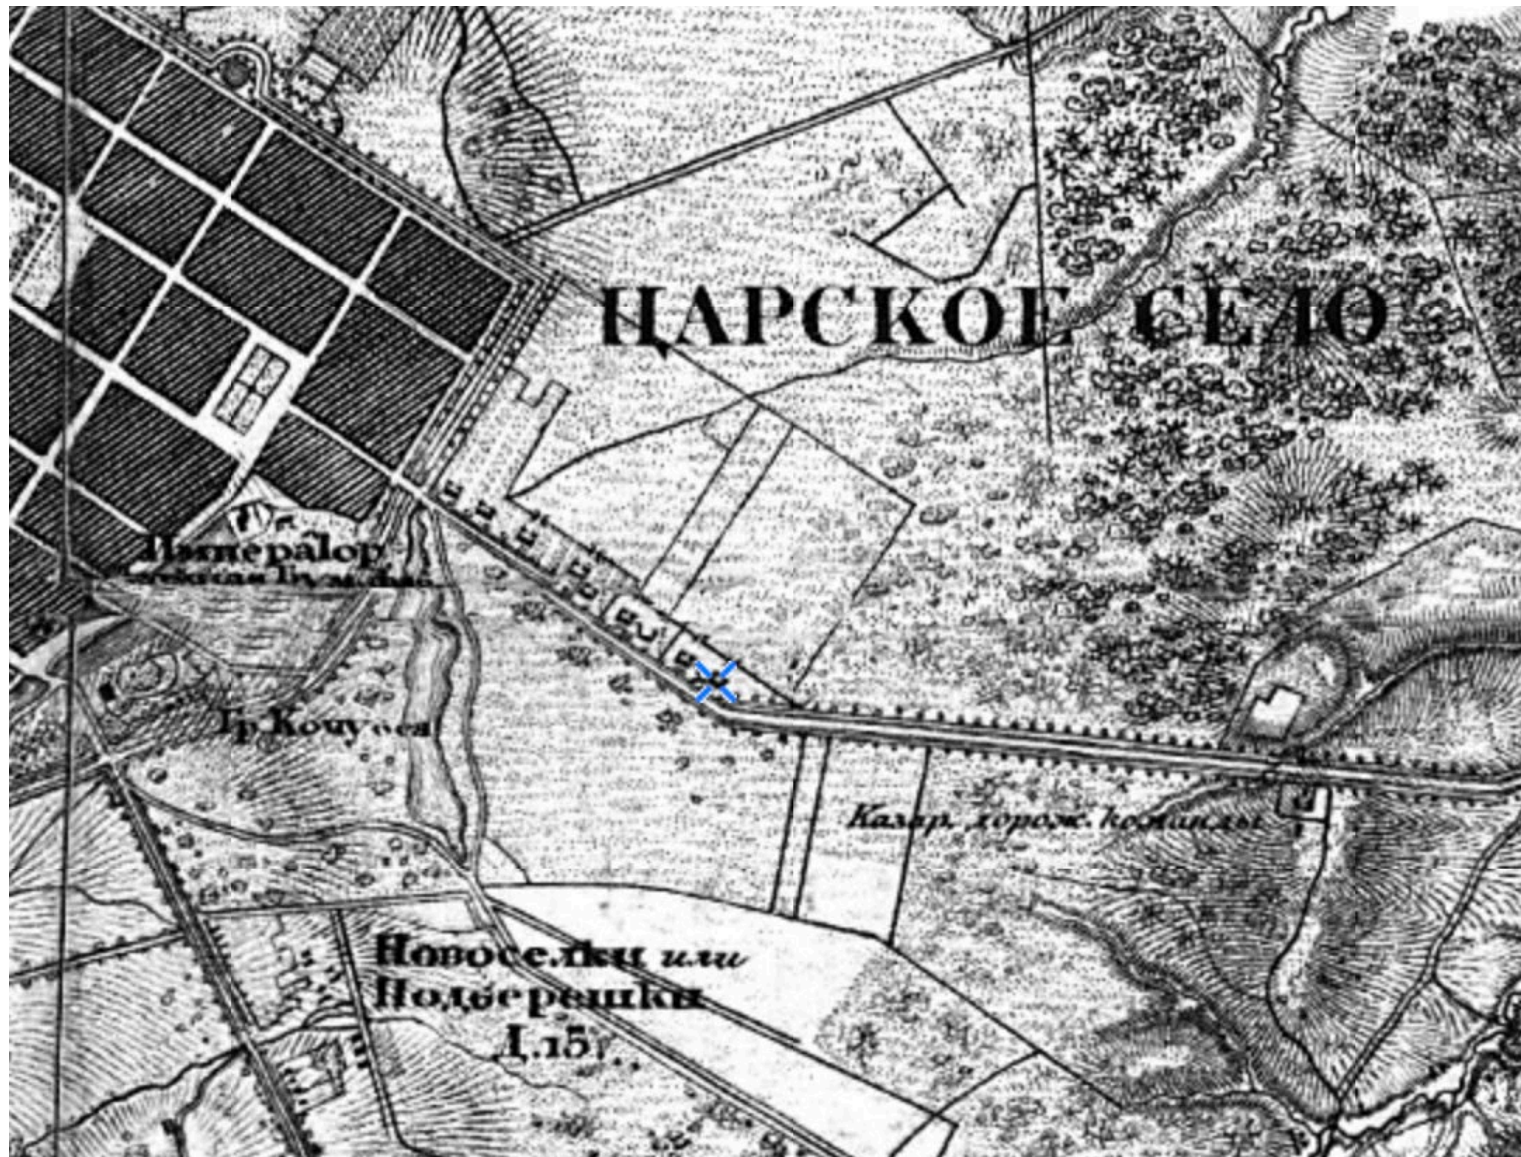 ЦАРСКОЕ СЕЛО
Император
Гр. Кочубея
Казар. дорож. команды
Новоселки или
Подберешки
Д.15.